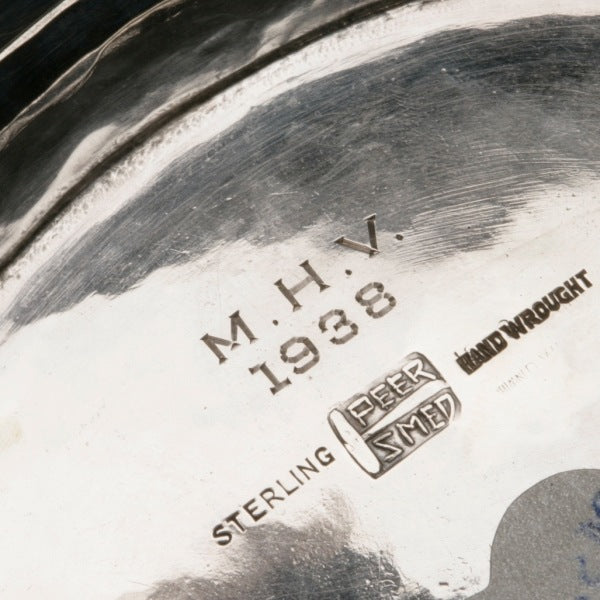 M.H.V.
1938
STERLING
PEER
SMED
HAND WROUGHT